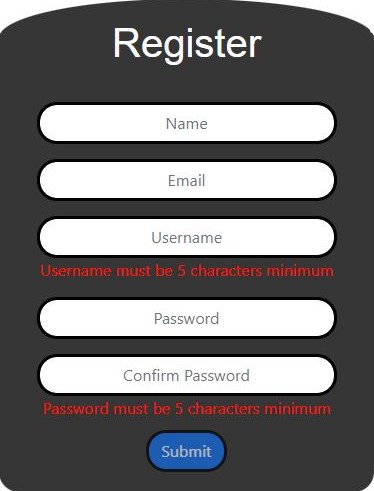 Register
Name
Email
Username
Username must be 5 characters minimum
Password
Confirm Password
Password must be 5 characters minimum
Submit